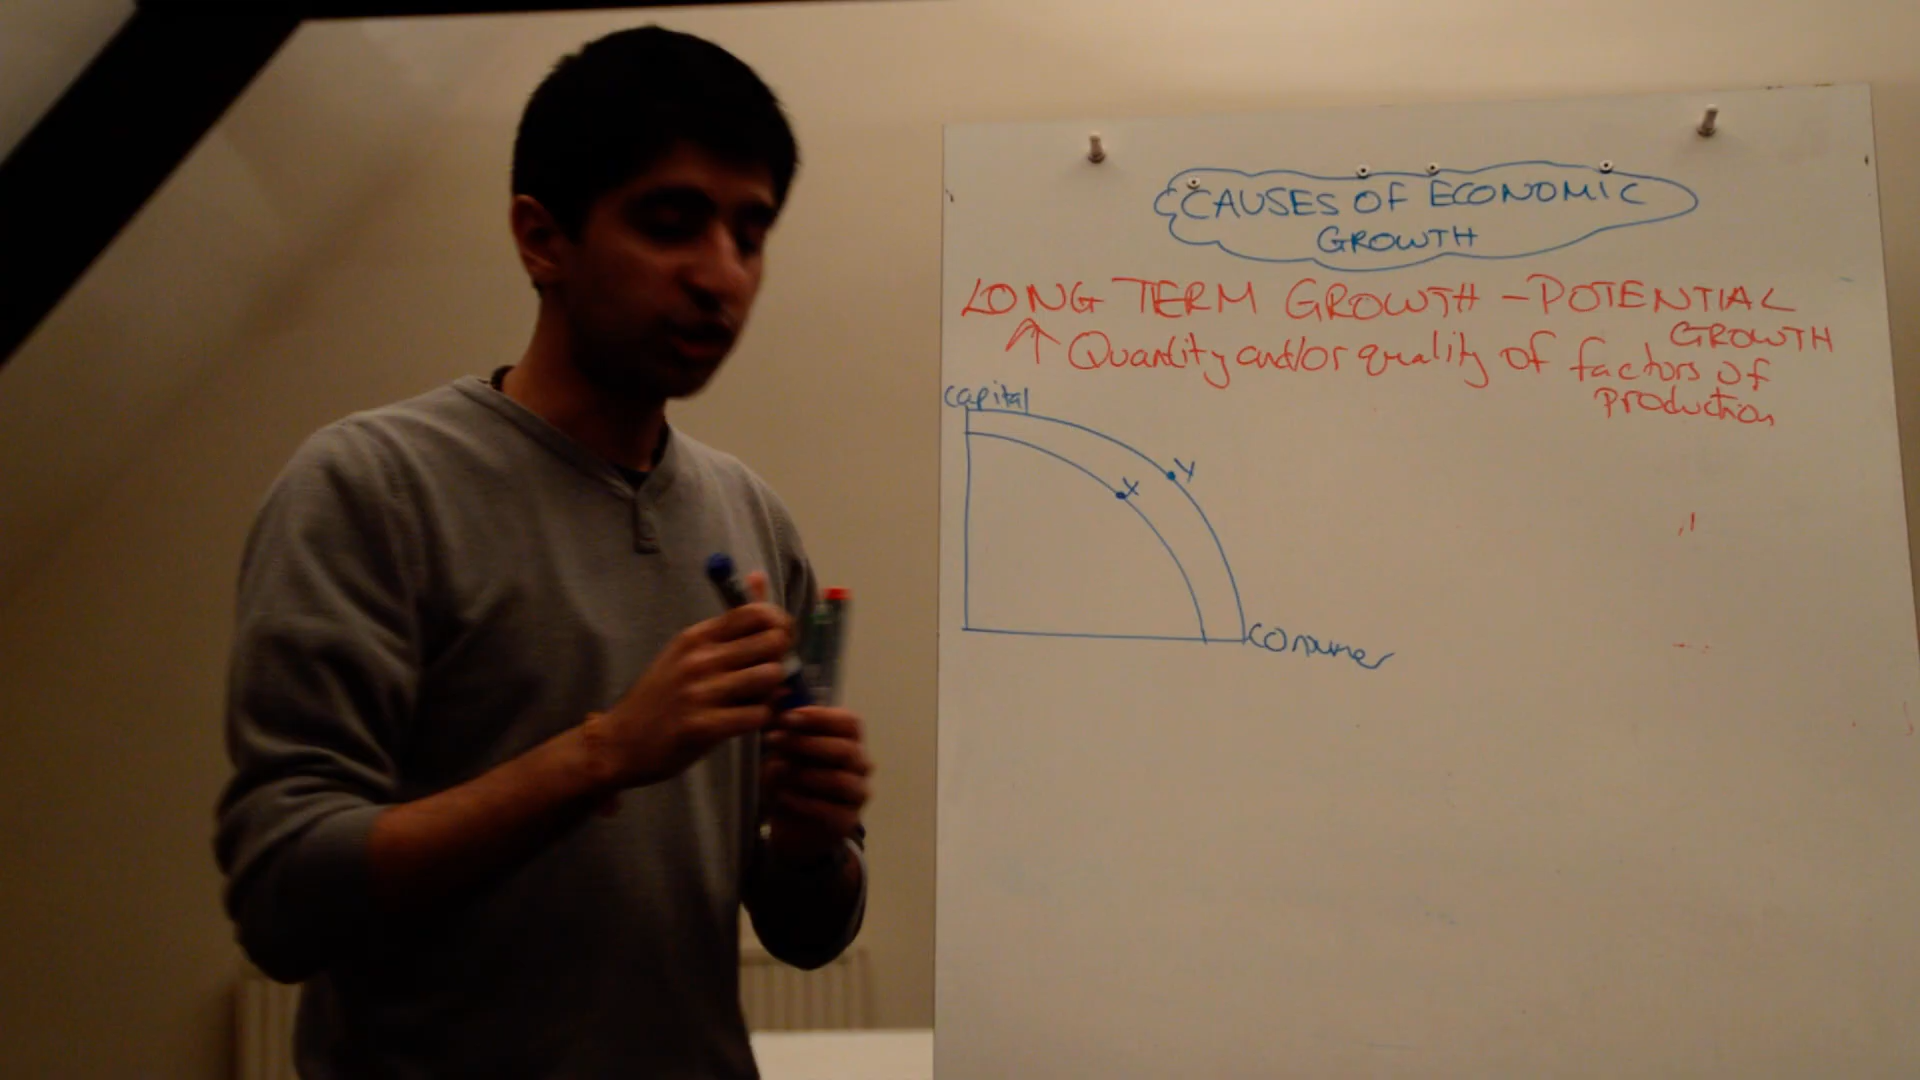 CAUSES OF ECONOMIC
GROWTH
LONG TERM GROWTH - POTENTIAL
GROWTH
↑ Quantity and/or quality of factors of
production
capital
Y
X
consumer